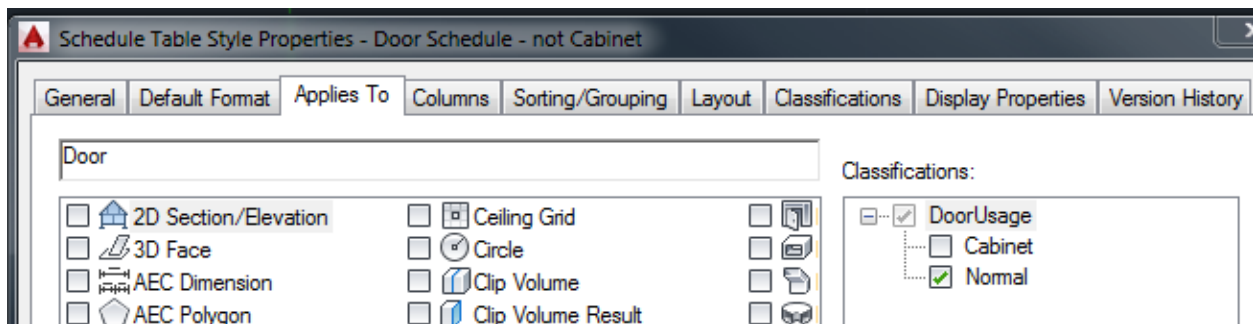 Schedule Table Style Properties - Door Schedule - not Cabinet
General Default Format Applies To Columns Sorting/Grouping Layout Classifications Display Properties Version History
Door
Classifications:
2D Section/Elevation Ceiling Grid DoorUsage
3D Face Circle Cabinet
AEC Dimension Clip Volume Normal
AEC Polygon Clip Volume Result